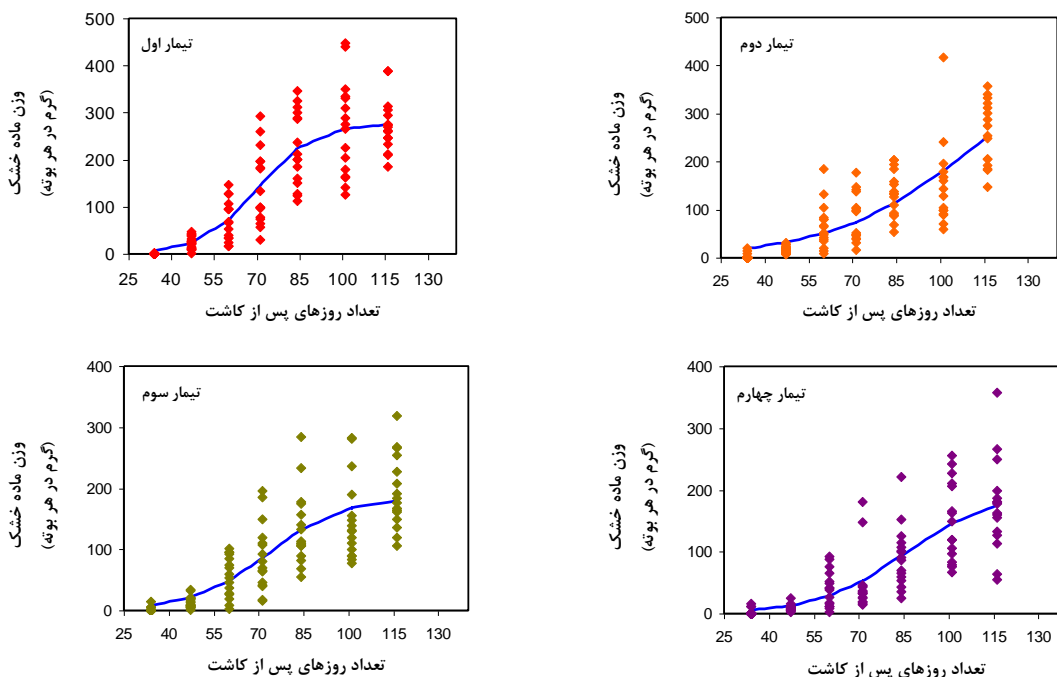 تیمار اول
وزن ماده خشک
(گرم در هر بوته)
500
400
300
200
100
0
25 40 55 70 85 100 115 130
تعداد روزهای پس از کاشت
تیمار دوم
وزن ماده خشک
(گرم در هر بوته)
500
400
300
200
100
0
25 40 55 70 85 100 115 130
تعداد روزهای پس از کاشت
تیمار سوم
وزن ماده خشک
(گرم در هر بوته)
400
300
200
100
0
25 40 55 70 85 100 115 130
تعداد روزهای پس از کاشت
تیمار چهارم
وزن ماده خشک
(گرم در هر بوته)
400
300
200
100
0
25 40 55 70 85 100 115 130
تعداد روزهای پس از کاشت